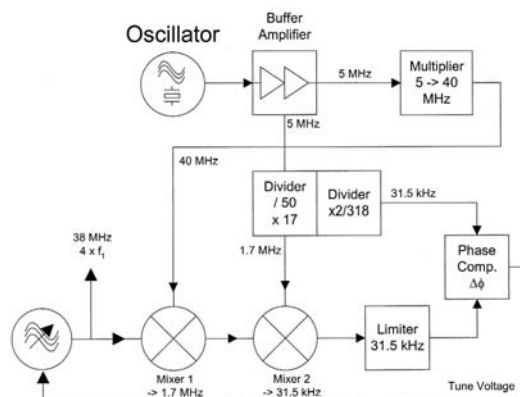 Oscillator
Buffer
Amplifier
5 MHz
Multiplier
5 -> 40
MHz
5 MHz
40 MHz
Divider
/ 50
x 17
Divider
x2/318
31.5 kHz
38 MHz
4 x f1
1.7 MHz
Phase
Comp.
Δϕ
Limiter
31.5 kHz
Mixer 1
-> 1.7 MHz
Mixer 2
-> 31.5 kHz
Tune Voltage